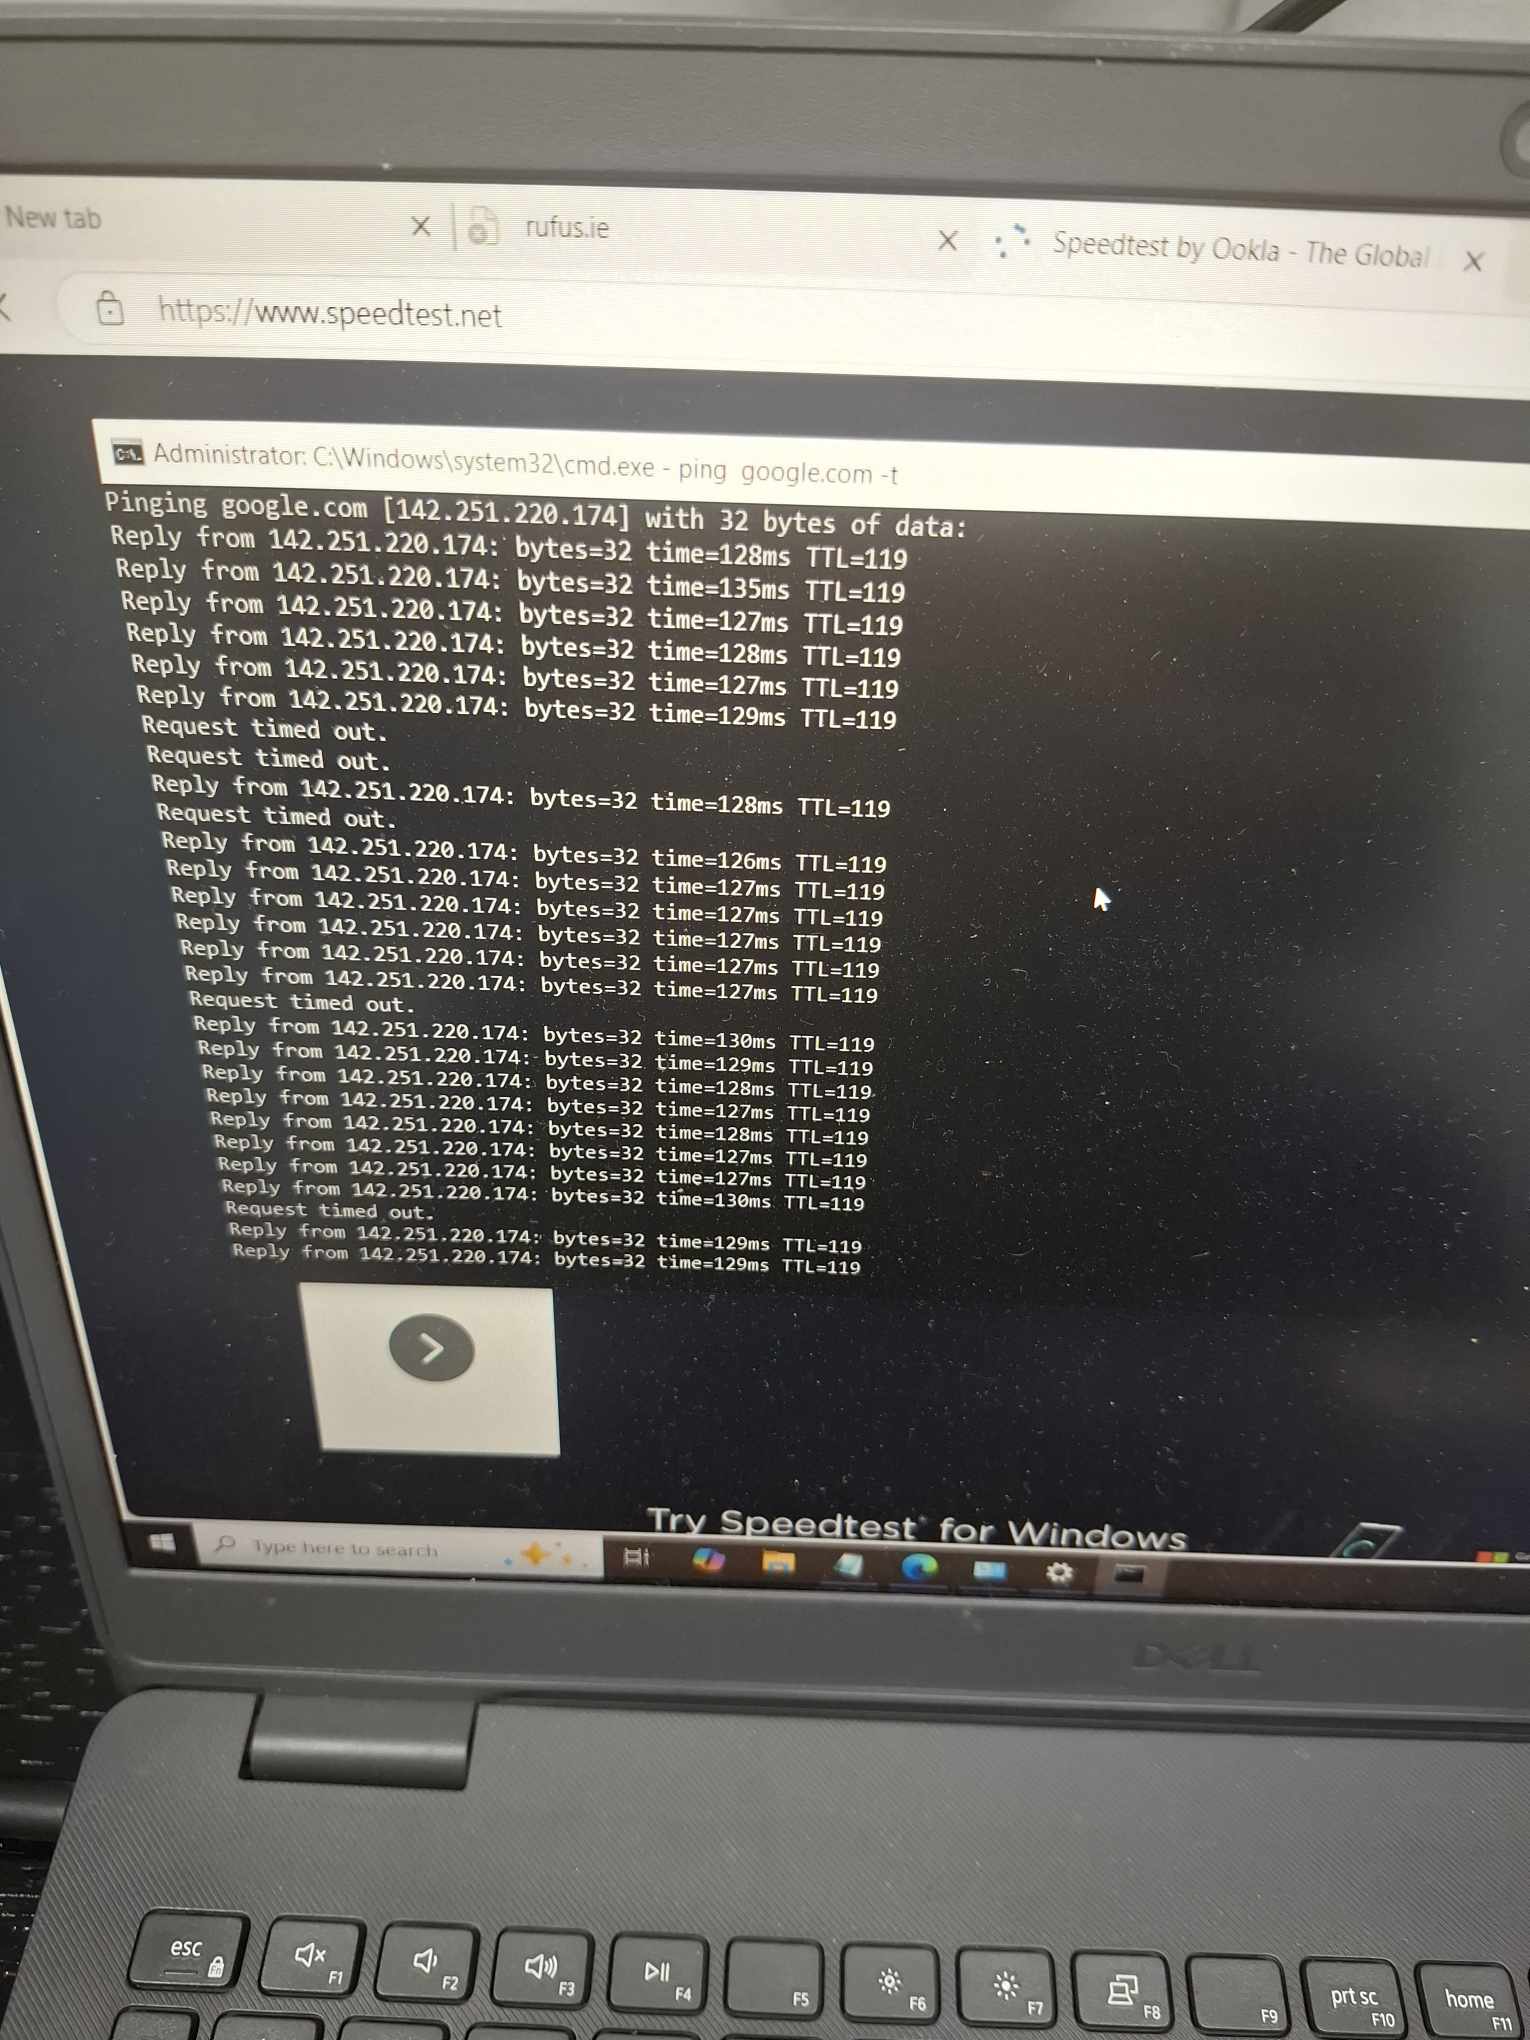 New tab
rufus.ie
Speedtest by Ookla - The Global
https://www.speedtest.net
Administrator: C:\Windows\system32\cmd.exe - ping  google.com -t
Pinging google.com [142.251.220.174] with 32 bytes of data:
Reply from 142.251.220.174: bytes=32 time=128ms TTL=119
Reply from 142.251.220.174: bytes=32 time=135ms TTL=119
Reply from 142.251.220.174: bytes=32 time=127ms TTL=119
Reply from 142.251.220.174: bytes=32 time=128ms TTL=119
Reply from 142.251.220.174: bytes=32 time=127ms TTL=119
Reply from 142.251.220.174: bytes=32 time=129ms TTL=119
Request timed out.
Request timed out.
Reply from 142.251.220.174: bytes=32 time=128ms TTL=119
Request timed out.
Reply from 142.251.220.174: bytes=32 time=126ms TTL=119
Reply from 142.251.220.174: bytes=32 time=127ms TTL=119
Reply from 142.251.220.174: bytes=32 time=127ms TTL=119
Reply from 142.251.220.174: bytes=32 time=127ms TTL=119
Reply from 142.251.220.174: bytes=32 time=127ms TTL=119
Reply from 142.251.220.174: bytes=32 time=127ms TTL=119
Request timed out.
Reply from 142.251.220.174: bytes=32 time=130ms TTL=119
Reply from 142.251.220.174: bytes=32 time=129ms TTL=119
Reply from 142.251.220.174: bytes=32 time=128ms TTL=119
Reply from 142.251.220.174: bytes=32 time=127ms TTL=119
Reply from 142.251.220.174: bytes=32 time=128ms TTL=119
Reply from 142.251.220.174: bytes=32 time=127ms TTL=119
Reply from 142.251.220.174: bytes=32 time=127ms TTL=119
Reply from 142.251.220.174: bytes=32 time=130ms TTL=119
Request timed out.
Reply from 142.251.220.174: bytes=32 time=129ms TTL=119
Reply from 142.251.220.174: bytes=32 time=129ms TTL=119
Try Speedtest® for Windows
Type here to search
DELL
esc
F1
F2
F3
F4
F5
F6
F7
F8
F9
prt sc
F10
home
F11